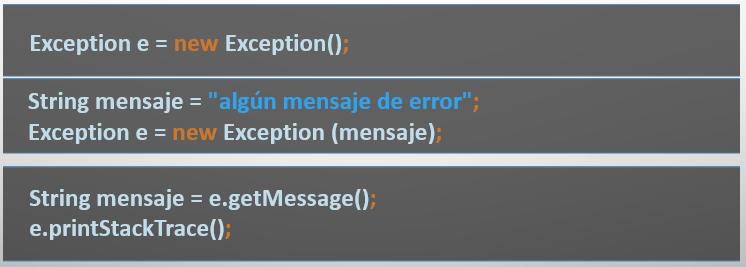 Exception e = new Exception();
String mensaje = "algún mensaje de error";
Exception e = new Exception (mensaje);
String mensaje = e.getMessage();
e.printStackTrace();